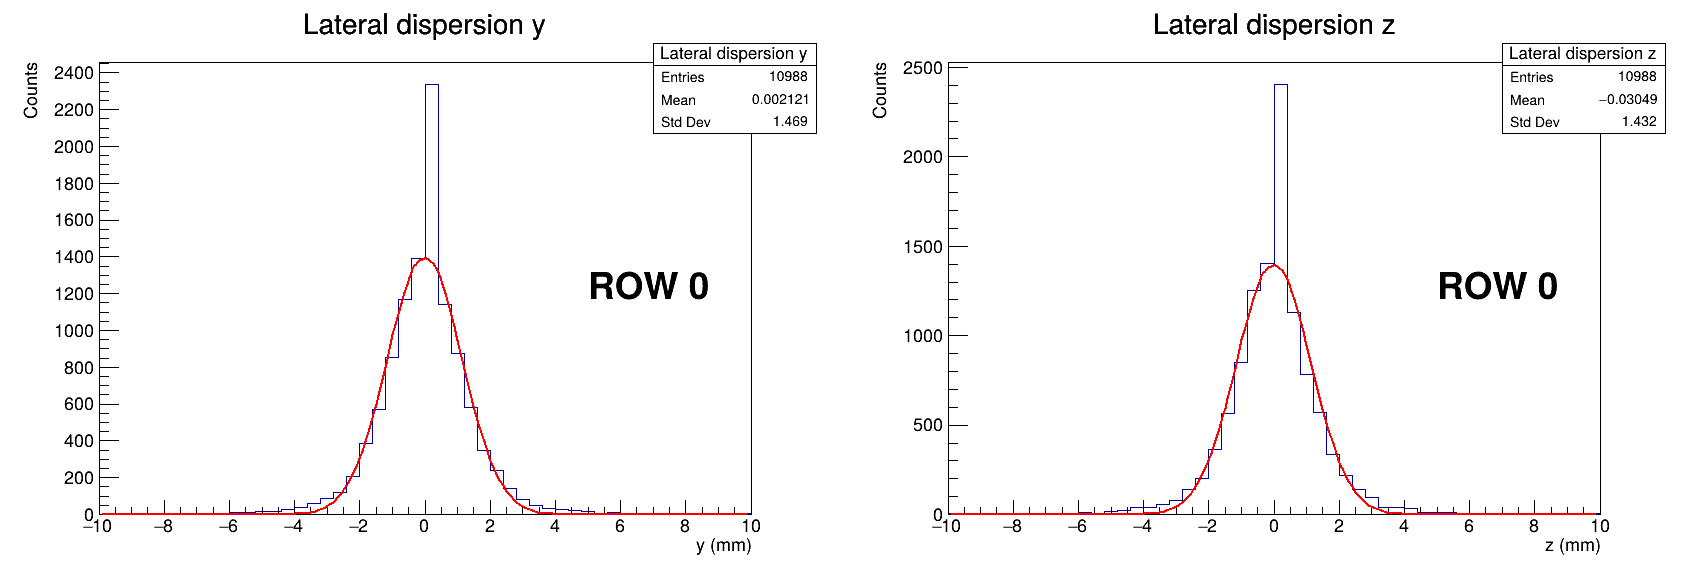 Lateral dispersion y
Counts
2400
2200
2000
1800
1600
1400
1200
1000
800
600
400
200
0
−10
−8
−6
−4
−2
0
2
4
6
8
10
y (mm)
Lateral dispersion y
Entries 10988
Mean 0.002121
Std Dev 1.469
ROW 0
Lateral dispersion z
Counts
2500
2000
1500
1000
500
0
−10
−8
−6
−4
−2
0
2
4
6
8
10
z (mm)
Lateral dispersion z
Entries 10988
Mean −0.03049
Std Dev 1.432
ROW 0